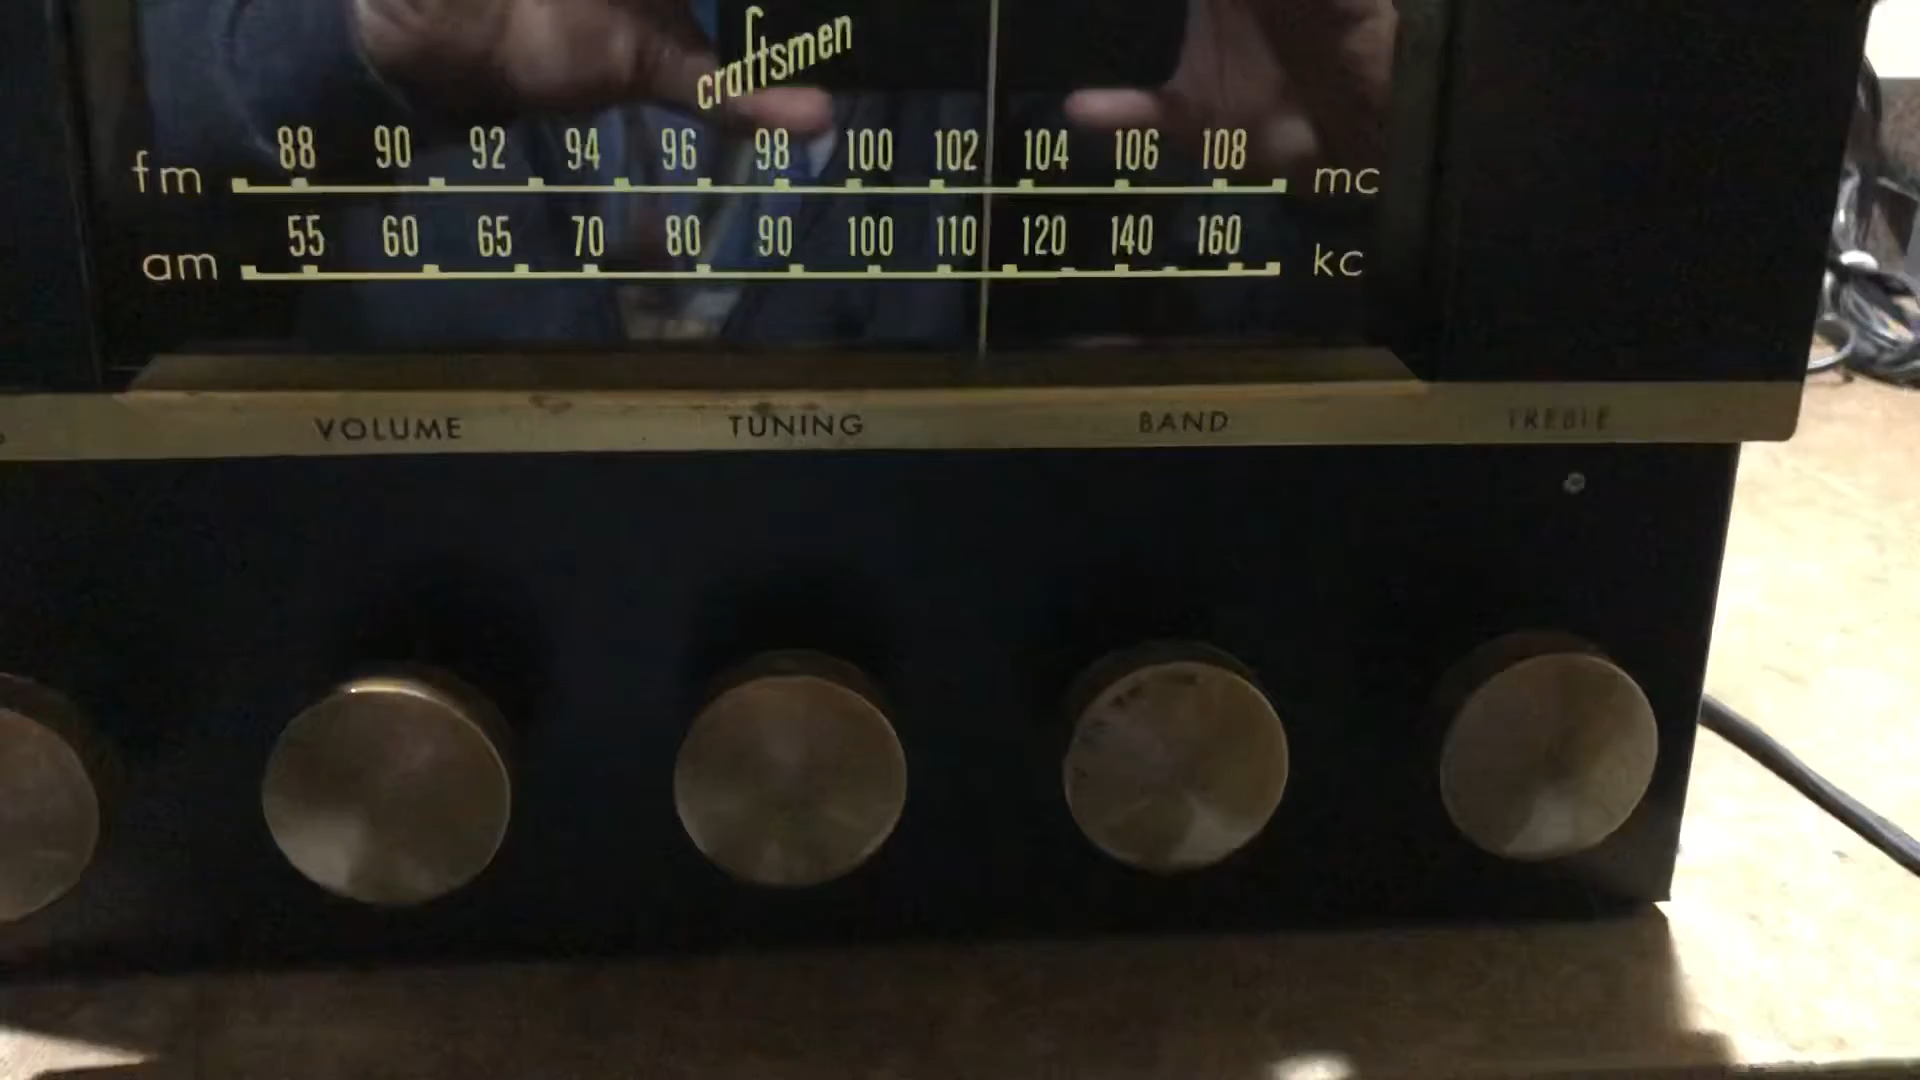 craftsmen
fm 88 90 92 94 96 98 100 102 104 106 108 mc
am 55 60 65 70 80 90 100 110 120 140 160 kc
VOLUME TUNING BAND TREBLE